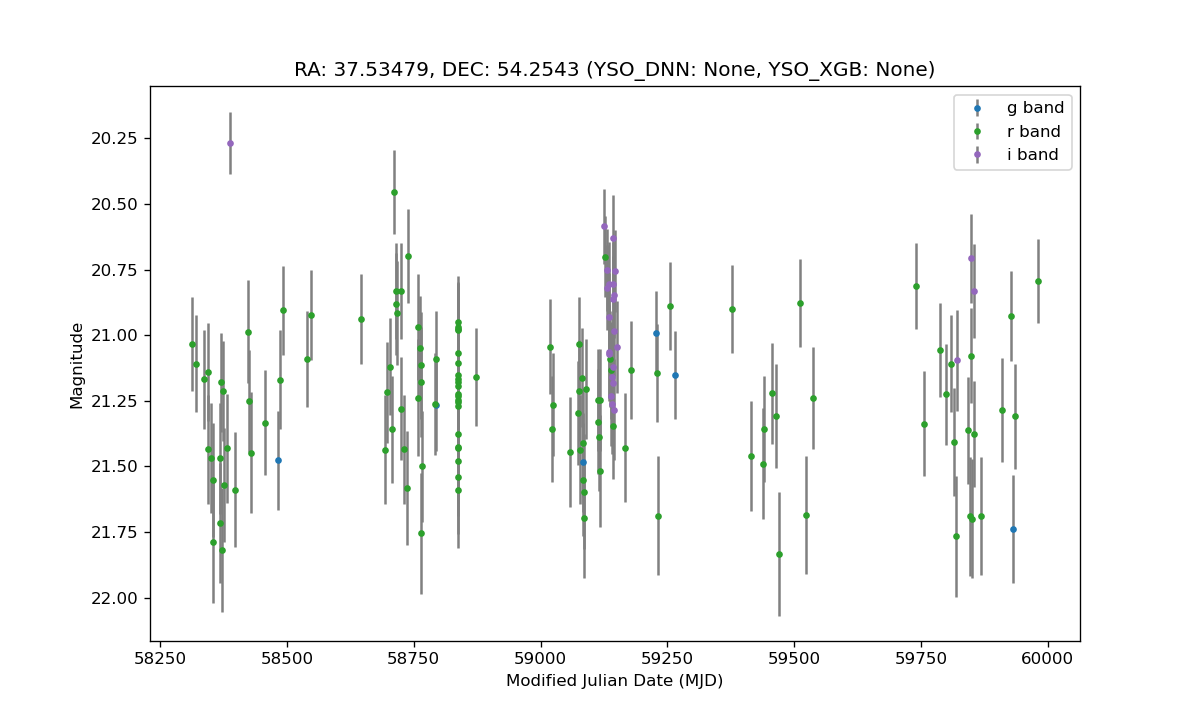 RA: 37.53479, DEC: 54.2543 (YSO_DNN: None, YSO_XGB: None)
g band
r band
i band
20.25
20.50
20.75
21.00
21.25
21.50
21.75
22.00
Magnitude
58250 58500 58750 59000 59250 59500 59750 60000
Modified Julian Date (MJD)